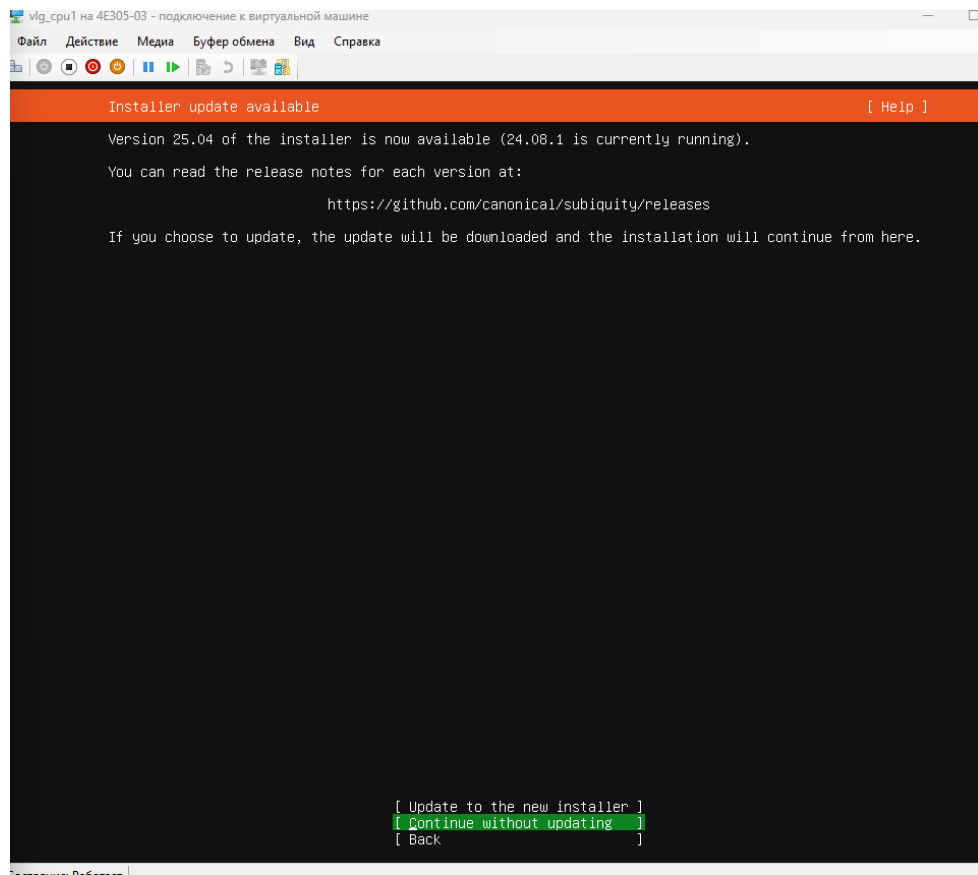 vlg_cpu1 на 4E305-03 - подключение к виртуальной машине
Файл Действие Медиа Буфер обмена Вид Справка
Installer update available [ Help ]
Version 25.04 of the installer is now available (24.08.1 is currently running).
You can read the release notes for each version at:
https://github.com/canonical/subiquity/releases
If you choose to update, the update will be downloaded and the installation will continue from here.
[ Update to the new installer ]
[ Continue without updating ]
[ Back ]